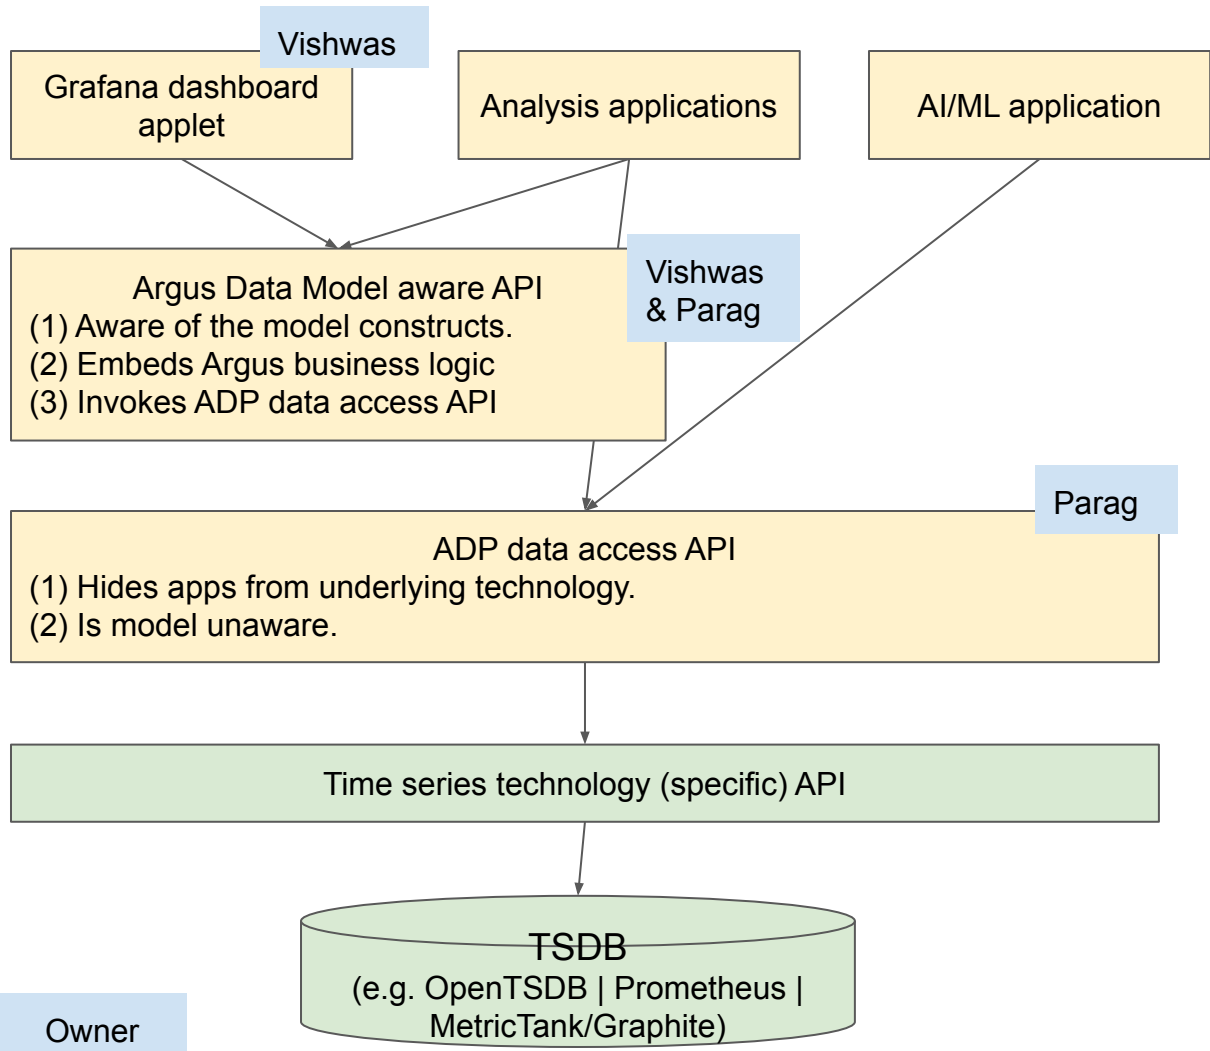 Vishwas
Grafana dashboard
applet
Analysis applications
AI/ML application
Vishwas
& Parag
Argus Data Model aware API
(1) Aware of the model constructs.
(2) Embeds Argus business logic
(3) Invokes ADP data access API
Parag
ADP data access API
(1) Hides apps from underlying technology.
(2) Is model unaware.
Time series technology (specific) API
TSDB
(e.g. OpenTSDB | Prometheus |
MetricTank/Graphite)
Owner